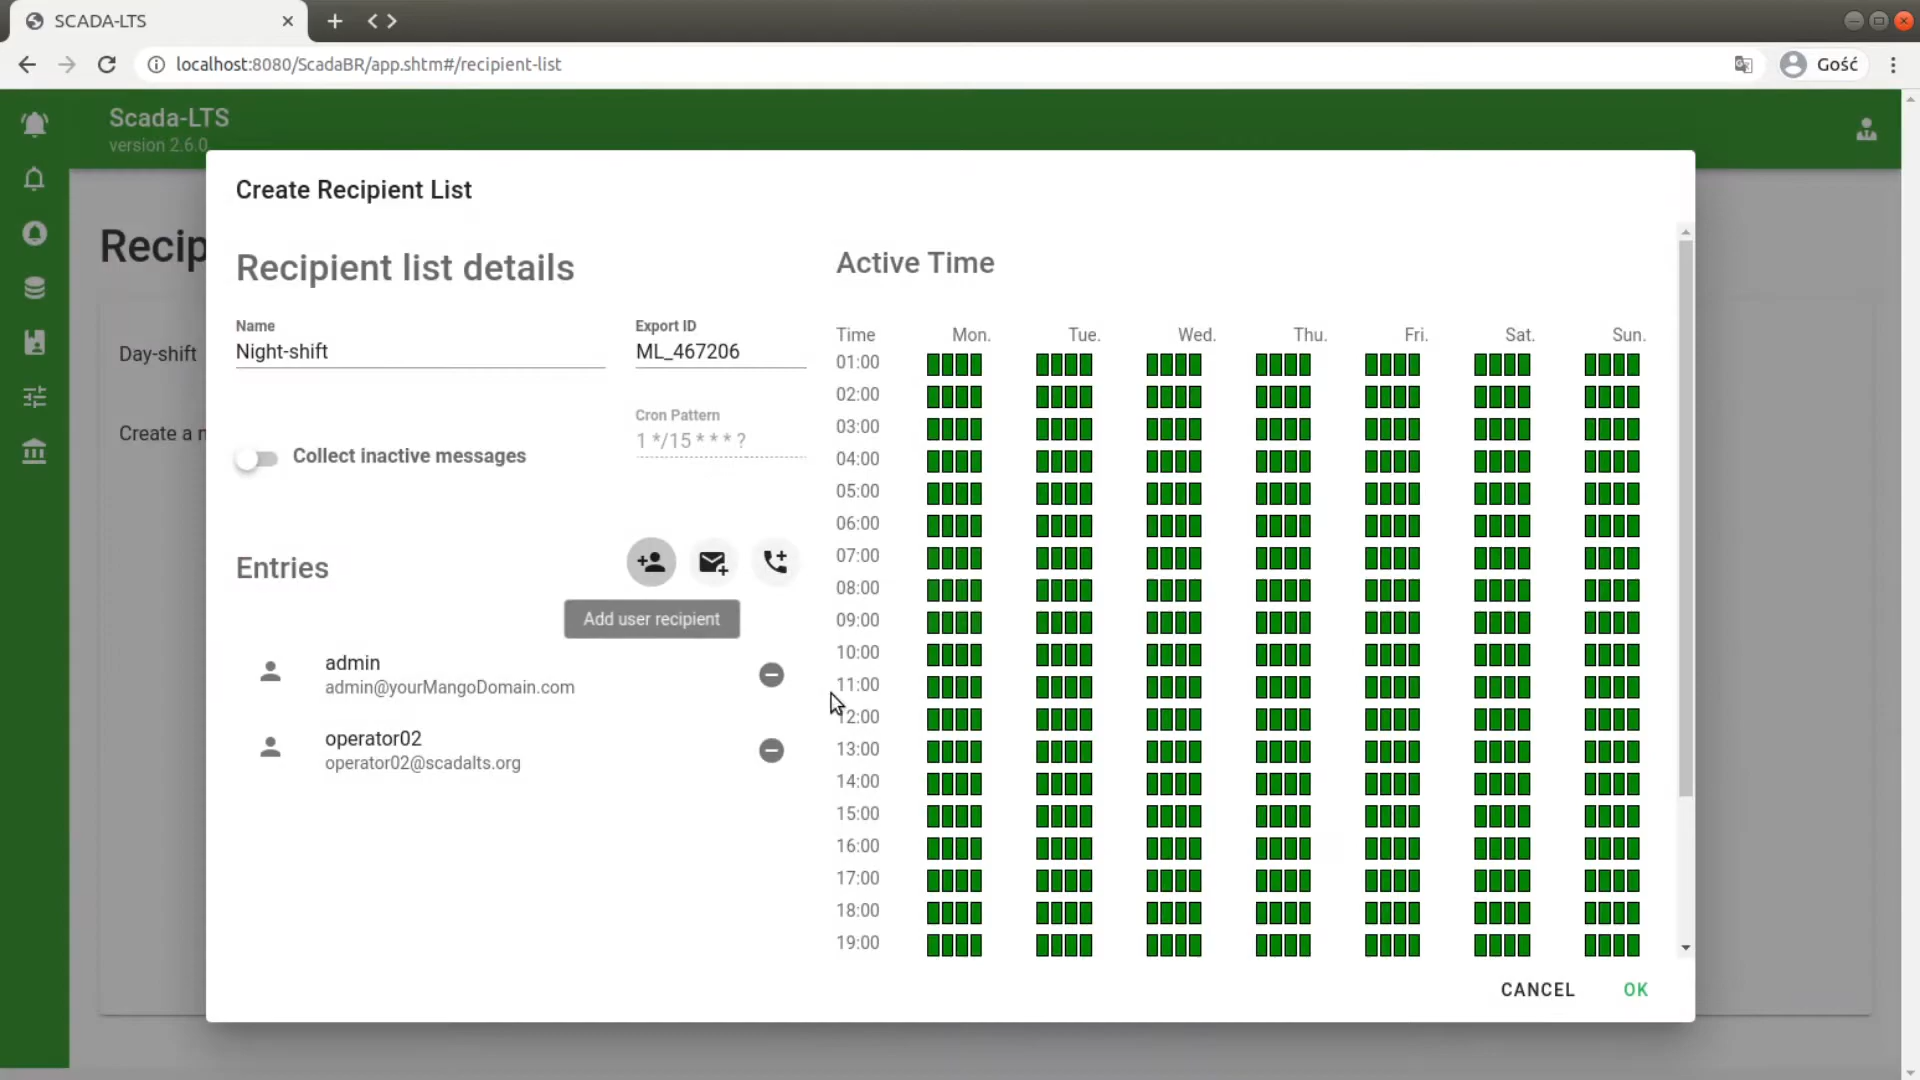 SCADA-LTS
localhost:8080/ScadaBR/app.shtm#/recipient-list
Gość
Scada-LTS
version 2.6.0
Recip
Day-shift
Create a n
Create Recipient List
Recipient list details
Name
Night-shift
Export ID
ML_467206
Cron Pattern
1 */15 * * * ?
Collect inactive messages
Entries
Add user recipient
admin
admin@yourMangoDomain.com
operator02
operator02@scadalts.org
Active Time
Time Mon. Tue. Wed. Thu. Fri. Sat. Sun.
01:00
02:00
03:00
04:00
05:00
06:00
07:00
08:00
09:00
10:00
11:00
12:00
13:00
14:00
15:00
16:00
17:00
18:00
19:00
CANCEL OK